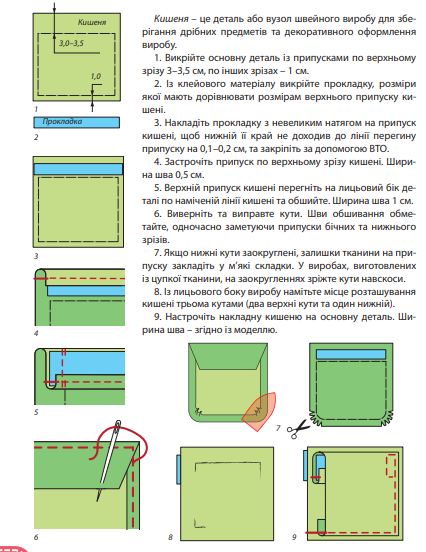 Кишеня
3,0–3,5
1,0
1
Прокладка
2
3
4
5
6
Кишеня – це деталь або вузол швейного виробу для збе-
рігання дрібних предметів та декоративного оформлення
виробу.
1. Викрійте основну деталь із припусками по верхньому
зрізу 3–3,5 см, по інших зрізах – 1 см.
2. Із клейового матеріалу викрійте прокладку, розміри
якої мають дорівнювати розмірам верхнього припуску ки-
шені.
3. Накладіть прокладку з невеликим натягом на припуск
кишені, щоб нижній її край не доходив до лінії перегину
припуску на 0,1–0,2 см, та закріпіть за допомогою ВТО.
4. Застрочіть припуск по верхньому зрізу кишені. Шири-
на шва 0,5 см.
5. Верхній припуск кишені перегніть на лицьовий бік де-
талі по наміченій лінії кишені та обшийте. Ширина шва 1 см.
6. Виверніть та виправте кути. Шви обшивання обме-
тайте, одночасно заметуючи припуски бічних та нижнього
зрізів.
7. Якщо нижні кути заокруглені, залишки тканини на при-
пуску закладіть у м’які складки. У виробах, виготовлених
із цупкої тканини, на заокругленнях зріжте кути навскоси.
8. Із лицьового боку виробу намітьте місце розташування
кишені трьома кутами (два верхні кути та один нижній).
9. Настрочіть накладну кишеню на основну деталь. Ши-
рина шва – згідно із моделлю.
7
8
9